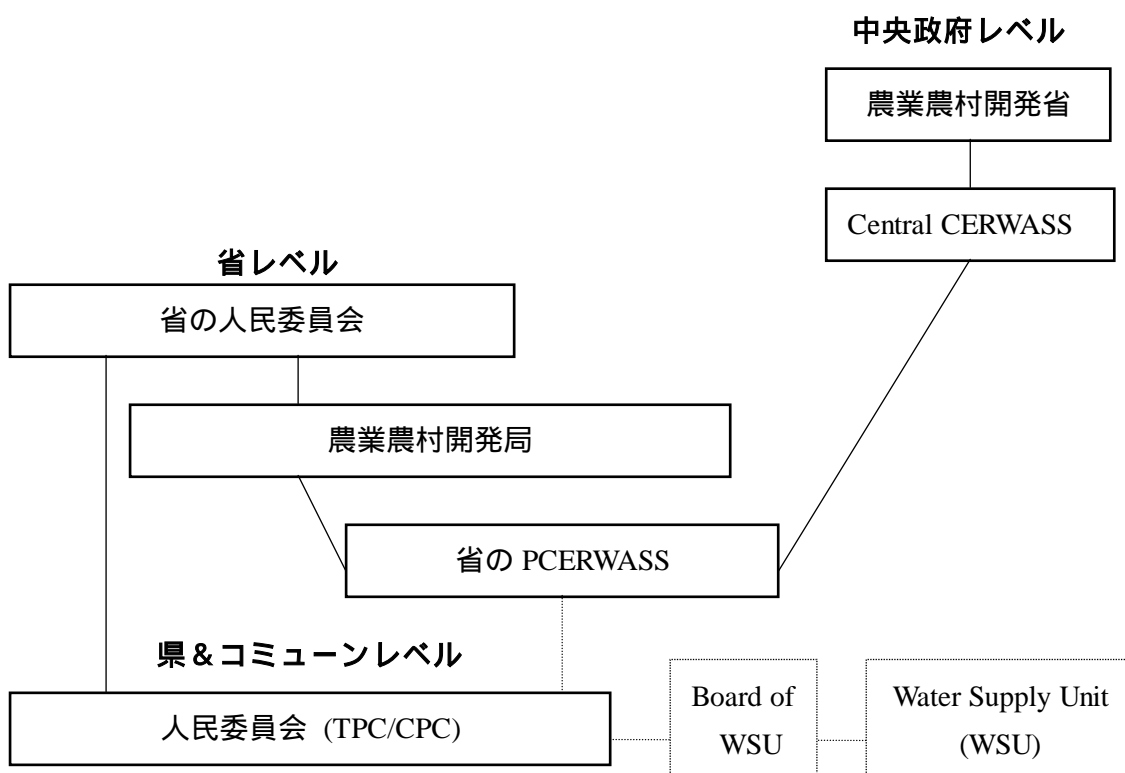 中央政府レベル
農業農村開発省
Central CERWASS
省レベル
省の人民委員会
農業農村開発局
省の PCERWASS
県＆コミューンレベル
人民委員会 (TPC/CPC)
Board of
WSU
Water Supply Unit
(WSU)